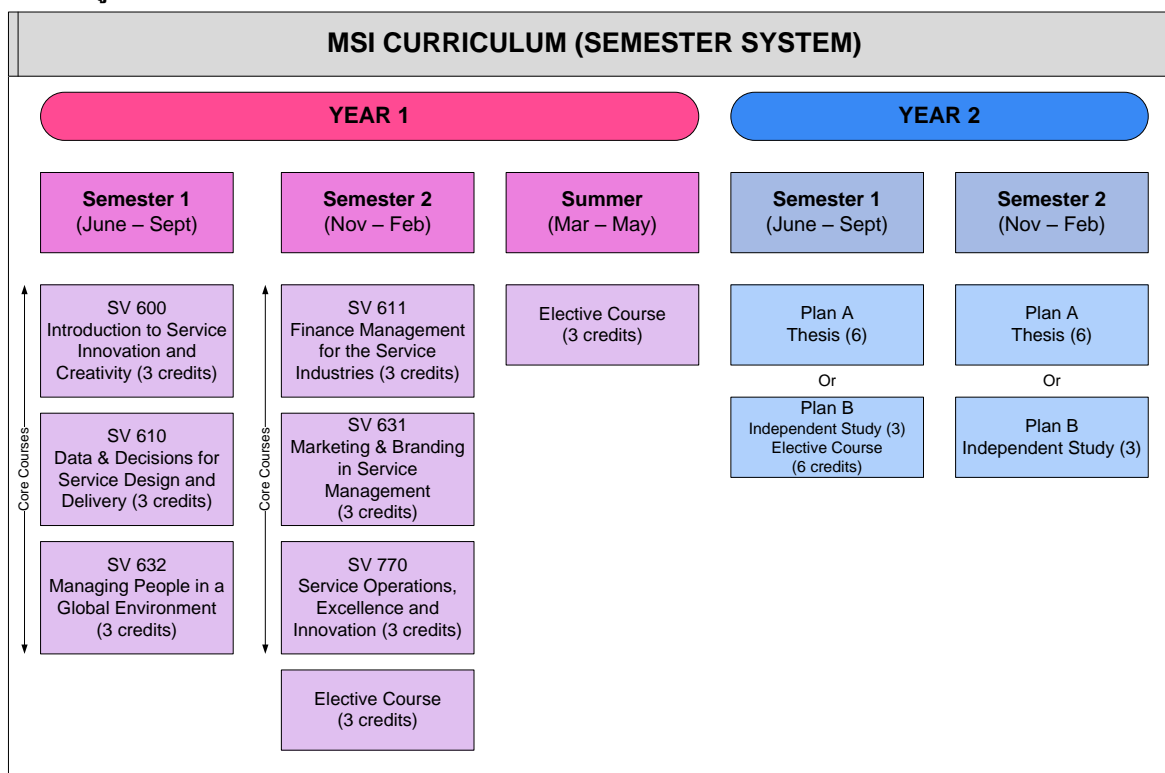 MSI CURRICULUM (SEMESTER SYSTEM)
YEAR 1
YEAR 2
Semester 1
(June – Sept)
Semester 2
(Nov – Feb)
Summer
(Mar – May)
Semester 1
(June – Sept)
Semester 2
(Nov – Feb)
Core Courses
SV 600
Introduction to Service
Innovation and
Creativity (3 credits)
SV 610
Data & Decisions for
Service Design and
Delivery (3 credits)
SV 632
Managing People in a
Global Environment
(3 credits)
Core Courses
SV 611
Finance Management
for the Service
Industries (3 credits)
SV 631
Marketing & Branding
in Service
Management
(3 credits)
SV 770
Service Operations,
Excellence and
Innovation (3 credits)
Elective Course
(3 credits)
Elective Course
(3 credits)
Plan A
Thesis (6)
Or
Plan B
Independent Study (3)
Elective Course
(6 credits)
Plan A
Thesis (6)
Or
Plan B
Independent Study (3)